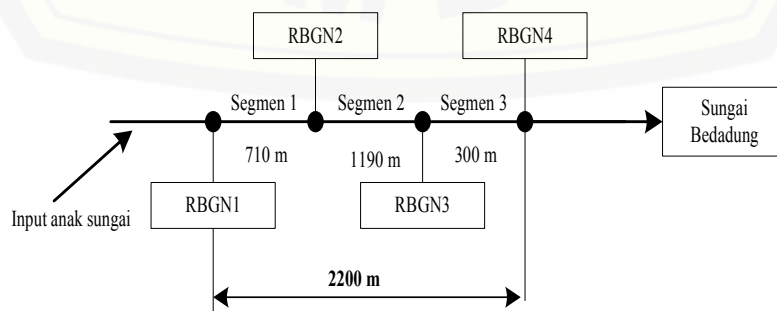 RBGN2
RBGN4
Segmen 1
Segmen 2
Segmen 3
Sungai
Bedadung
710 m
1190 m
300 m
Input anak sungai
RBGN1
RBGN3
2200 m